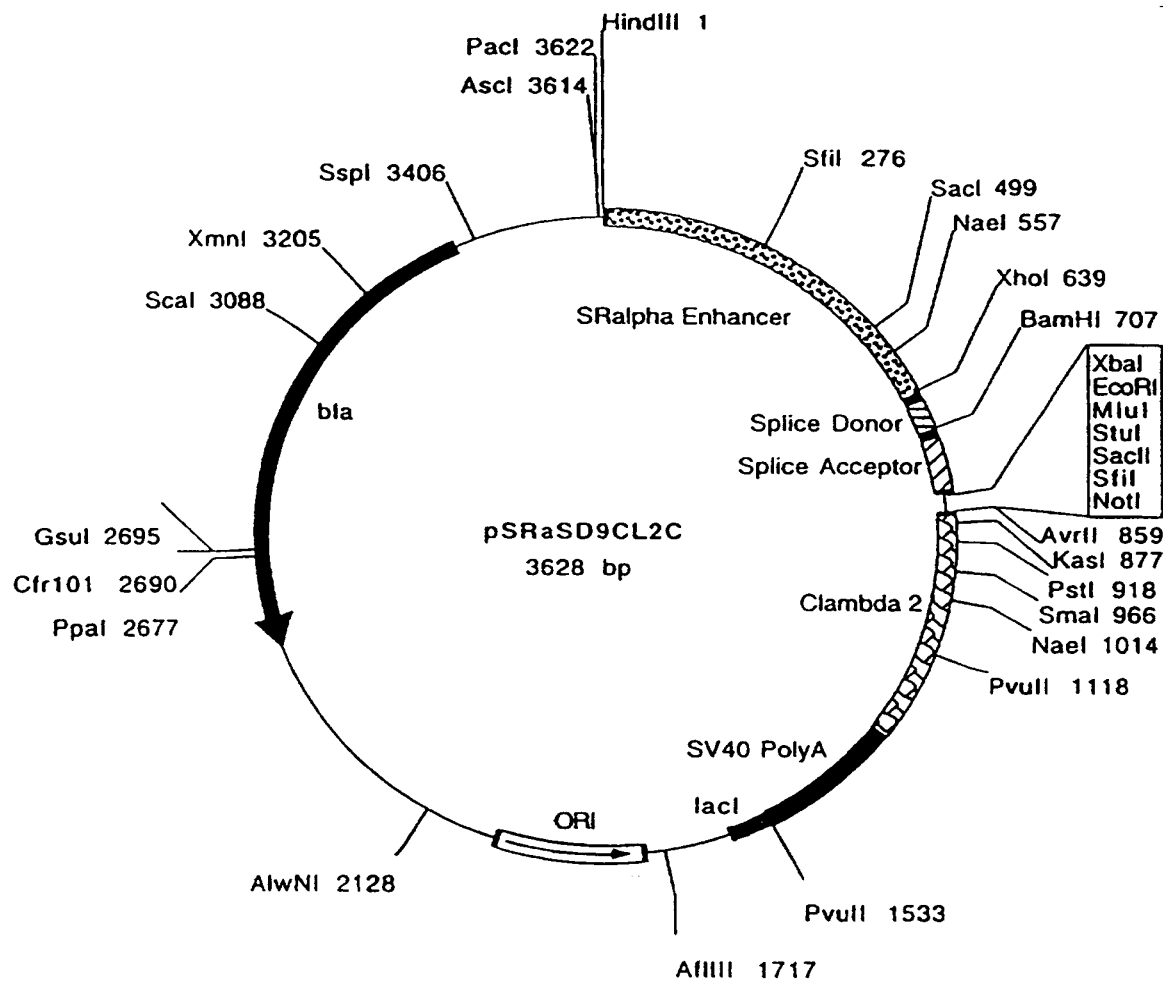 HindIII 1
PacI 3622
AscI 3614
SfiI 276
SspI 3406
SacI 499
NaeI 557
XmnI 3205
XhoI 639
ScaI 3088
SRalpha Enhancer
BamHI 707
XbaI
EcoRI
MluI
StuI
SacII
SfiI
NotI
bla
Splice Donor
Splice Acceptor
GsuI 2695
pSRaSD9CL2C
AvrII 859
3628 bp
KasI 877
Cfr101 2690
PstI 918
Clambda 2
SmaI 966
PpaI 2677
NaeI 1014
PvuII 1118
SV40 PolyA
lacI
ORI
AlwNI 2128
PvuII 1533
AflIII 1717